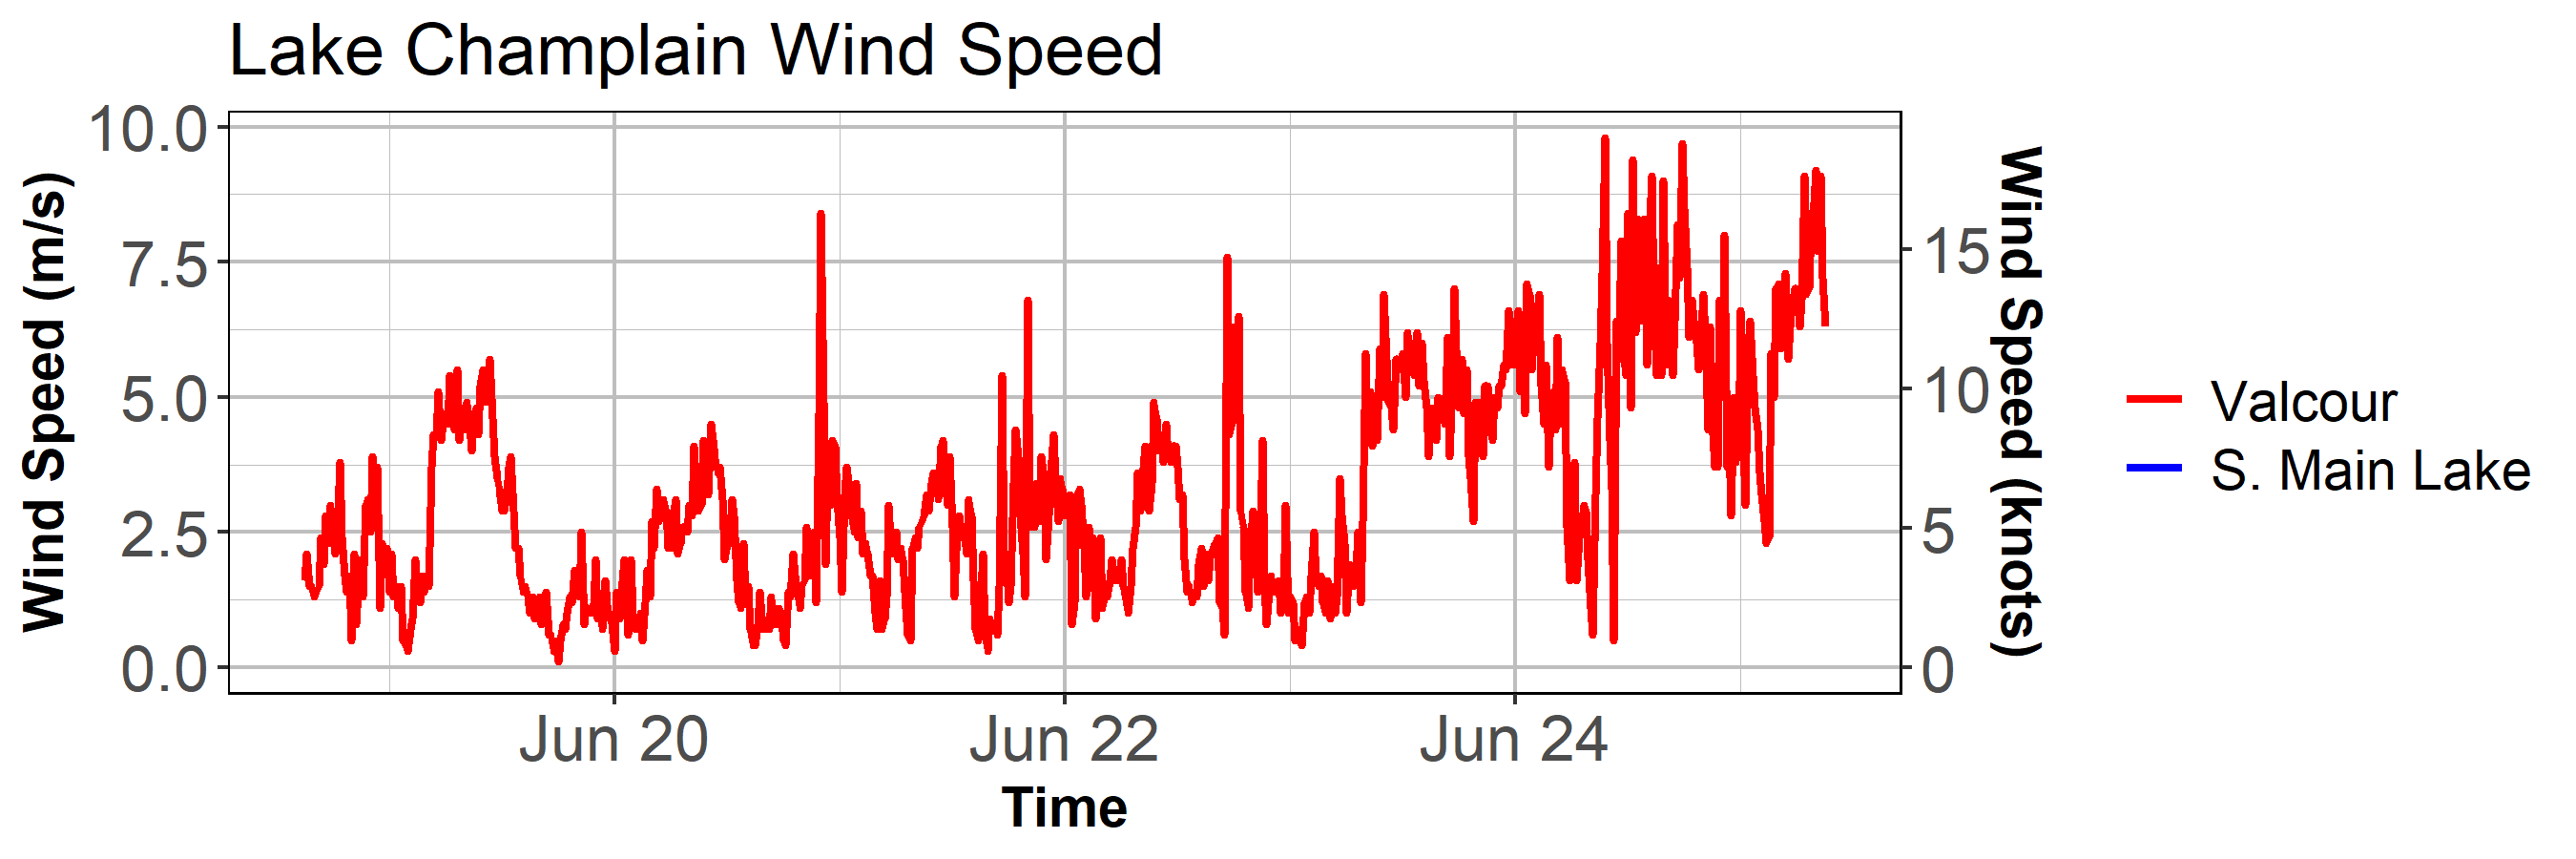 Lake Champlain Wind Speed
10.0
7.5
5.0
2.5
0.0
Wind Speed (m/s)
15
10
5
0
Wind Speed (knots)
Jun 20
Jun 22
Jun 24
Time
Valcour
S. Main Lake